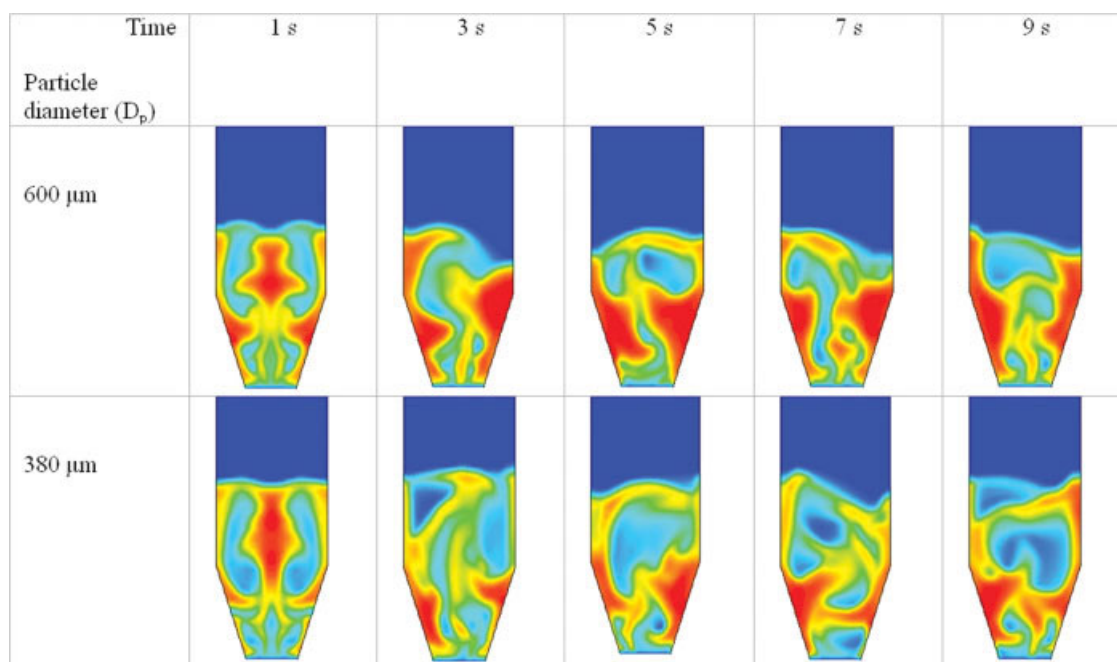 Time 1 s 3 s 5 s 7 s 9 s
Particle
diameter (Dₚ)
600 μm
380 μm